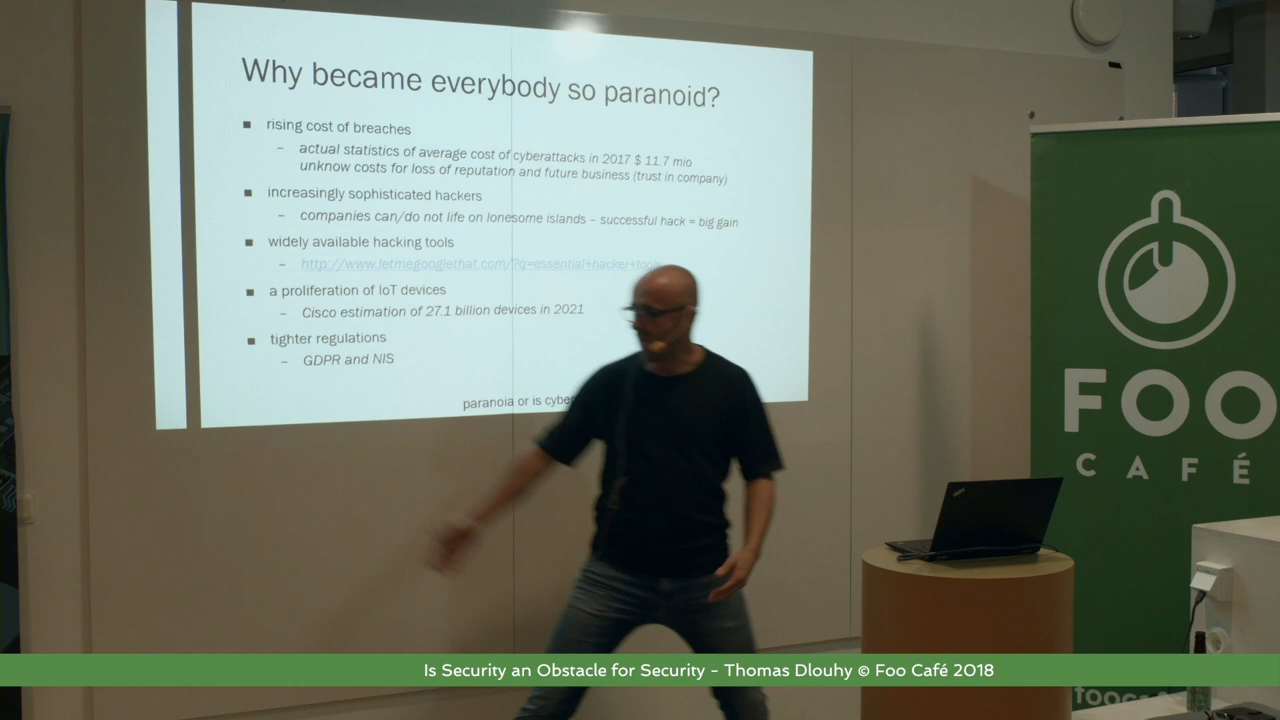 Why became everybody so paranoid?
rising cost of breaches
– actual statistics of average cost of cyberattacks in 2017 $ 11.7 mio
unknow costs for loss of reputation and future business (trust in company)
increasingly sophisticated hackers
– companies can/do not life on lonesome islands – successful hack = big gain
widely available hacking tools
– http://www.letmegooglethat.com/?q=essential+hacker+tools
a proliferation of IoT devices
– Cisco estimation of 27.1 billion devices in 2021
tighter regulations
– GDPR and NIS
paranoia or is cyber
FOO
CAFÉ
Is Security an Obstacle for Security - Thomas Dlouhy © Foo Café 2018